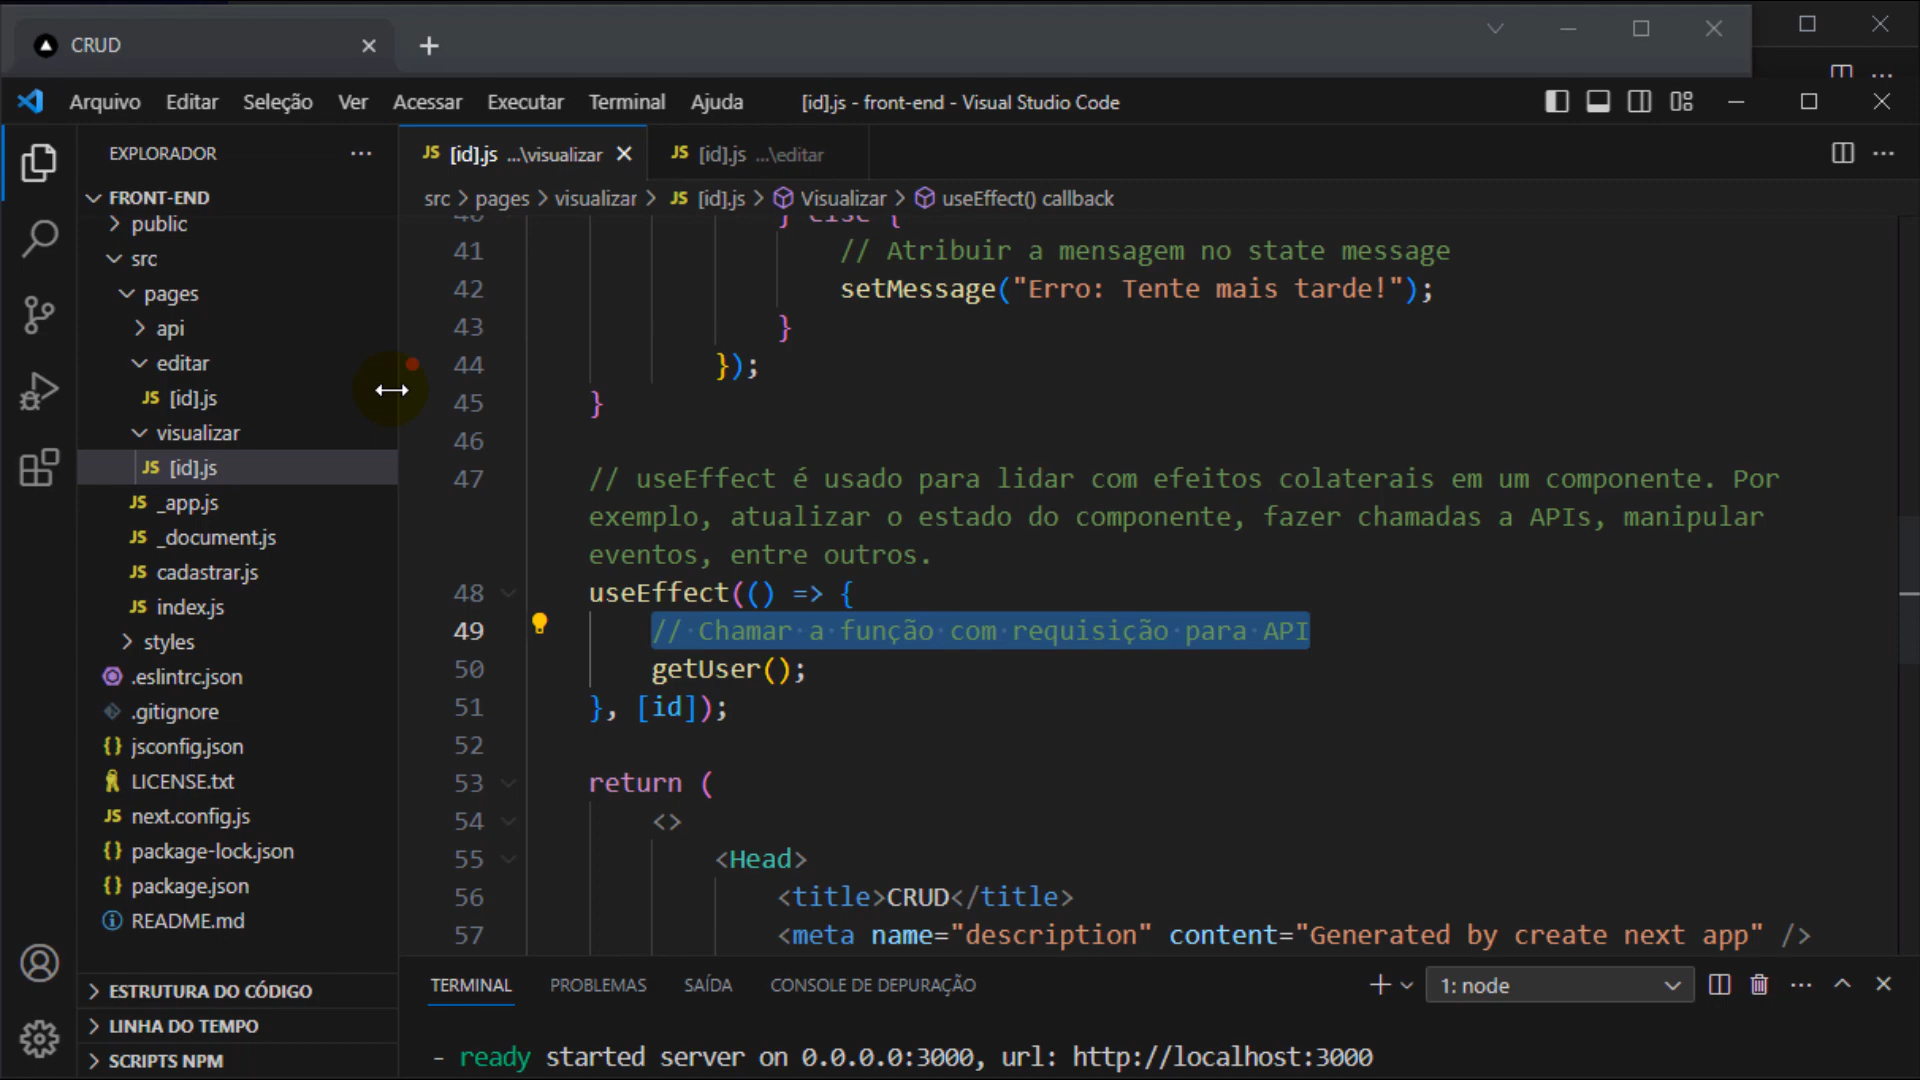 CRUD
Arquivo Editar Seleção Ver Acessar Executar Terminal Ajuda [id].js - front-end - Visual Studio Code
EXPLORADOR
FRONT-END
public
src
pages
api
editar
JS [id].js
visualizar
JS [id].js
JS _app.js
JS _document.js
JS cadastrar.js
JS index.js
styles
.eslintrc.json
.gitignore
{} jsconfig.json
LICENSE.txt
JS next.config.js
{} package-lock.json
{} package.json
README.md
ESTRUTURA DO CÓDIGO
LINHA DO TEMPO
SCRIPTS NPM
JS [id].js ...\visualizar JS [id].js ...\editar
src > pages > visualizar > JS [id].js > Visualizar > useEffect() callback
40 } else {
41 // Atribuir a mensagem no state message
42 setMessage("Erro: Tente mais tarde!");
43 }
44 });
45 }
46
47 // useEffect é usado para lidar com efeitos colaterais em um componente. Por
exemplo, atualizar o estado do componente, fazer chamadas a APIs, manipular
eventos, entre outros.
48 useEffect(() => {
49 // Chamar a função com requisição para API
50 getUser();
51 }, [id]);
52
53 return (
54 <>
55 <Head>
56 <title>CRUD</title>
57 <meta name="description" content="Generated by create next app" />
TERMINAL PROBLEMAS SAÍDA CONSOLE DE DEPURAÇÃO 1: node
- ready started server on 0.0.0.0:3000, url: http://localhost:3000